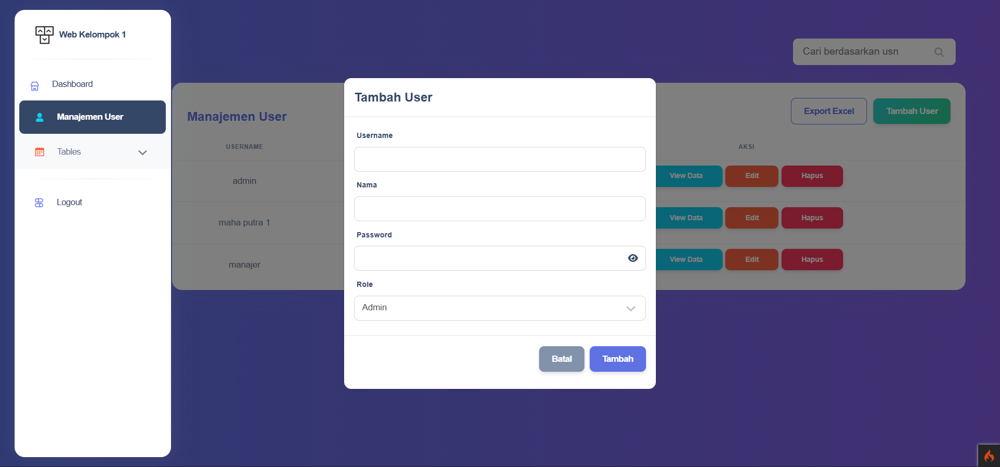 Web Kelompok 1
Dashboard
Manajemen User
Tables
Logout
Cari berdasarkan usn
Manajemen User
Export Excel
Tambah User
USERNAME
AKSI
admin
View Data
Edit
Hapus
maha putra 1
View Data
Edit
Hapus
manajer
View Data
Edit
Hapus
Tambah User
Username
Nama
Password
Role
Admin
Batal
Tambah